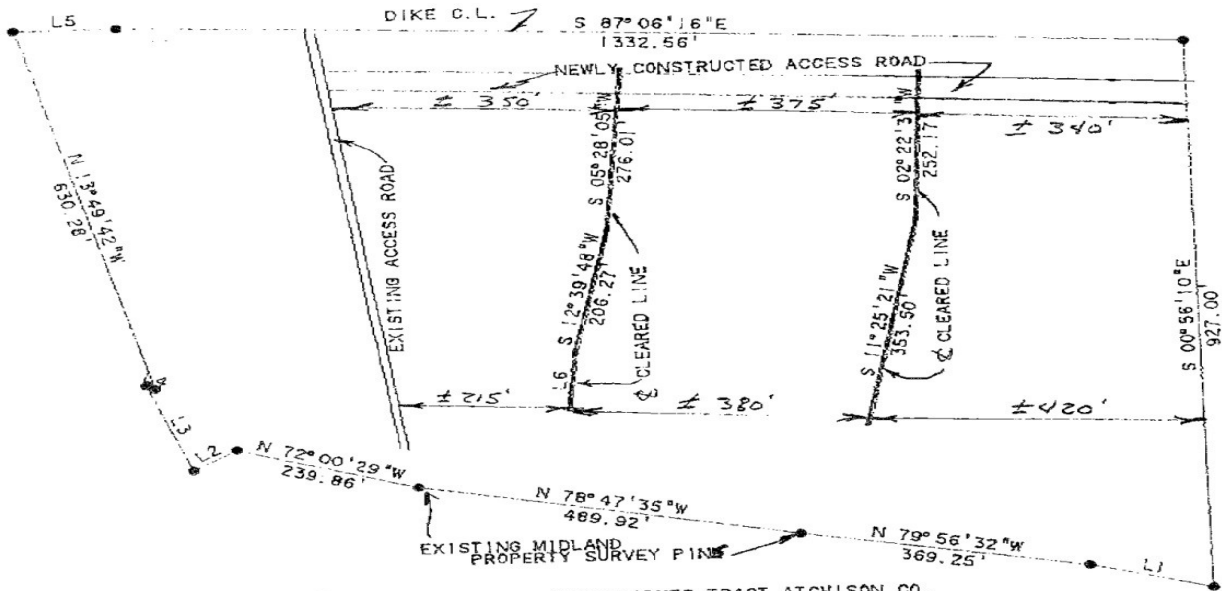 L5
DIKE C.L.
S 87°06'16"E
1332.56'
NEWLY CONSTRUCTED ACCESS ROAD
± 350'
± 375'
± 340'
N 13°49'42"W
630.28'
EXISTING ACCESS ROAD
S 05°28'05"W
276.01'
S 12°39'48"W
206.27'
L6
℄ CLEARED LINE
S 02°22'31"W
252.17'
S 11°25'21"W
353.50'
℄ CLEARED LINE
S 00°56'10"E
927.00'
± 215'
± 380'
± 420'
L3
L2
N 72°00'29"W
239.86'
N 78°47'35"W
489.92'
N 79°56'32"W
369.25'
L1
EXISTING MIDLAND
PROPERTY SURVEY PINS
TRACT ATCHISON CO